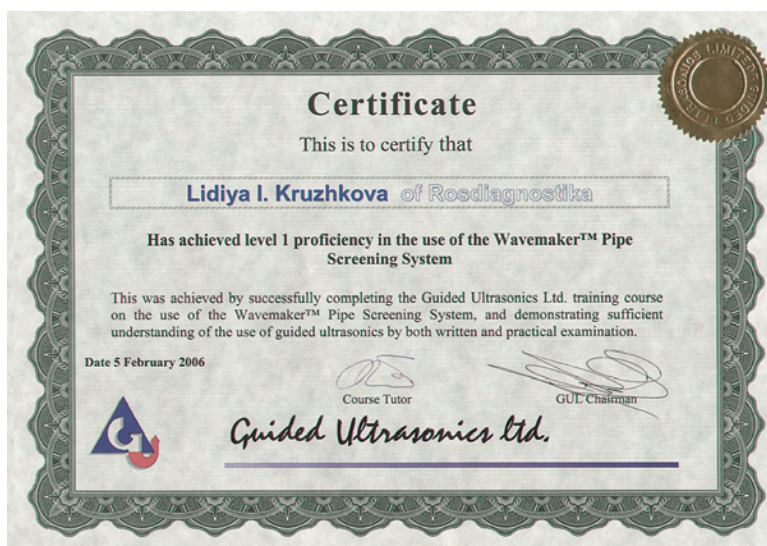 Certificate
This is to certify that
Lidiya I. Kruzhkova of Rosdiagnostika
Has achieved level 1 proficiency in the use of the Wavemaker™ Pipe
Screening System
This was achieved by successfully completing the Guided Ultrasonics Ltd. training course
on the use of the Wavemaker™ Pipe Screening System, and demonstrating sufficient
understanding of the use of guided ultrasonics by both written and practical examination.
Date 5 February 2006
Course Tutor
GUL Chairman
Guided Ultrasonics ltd.